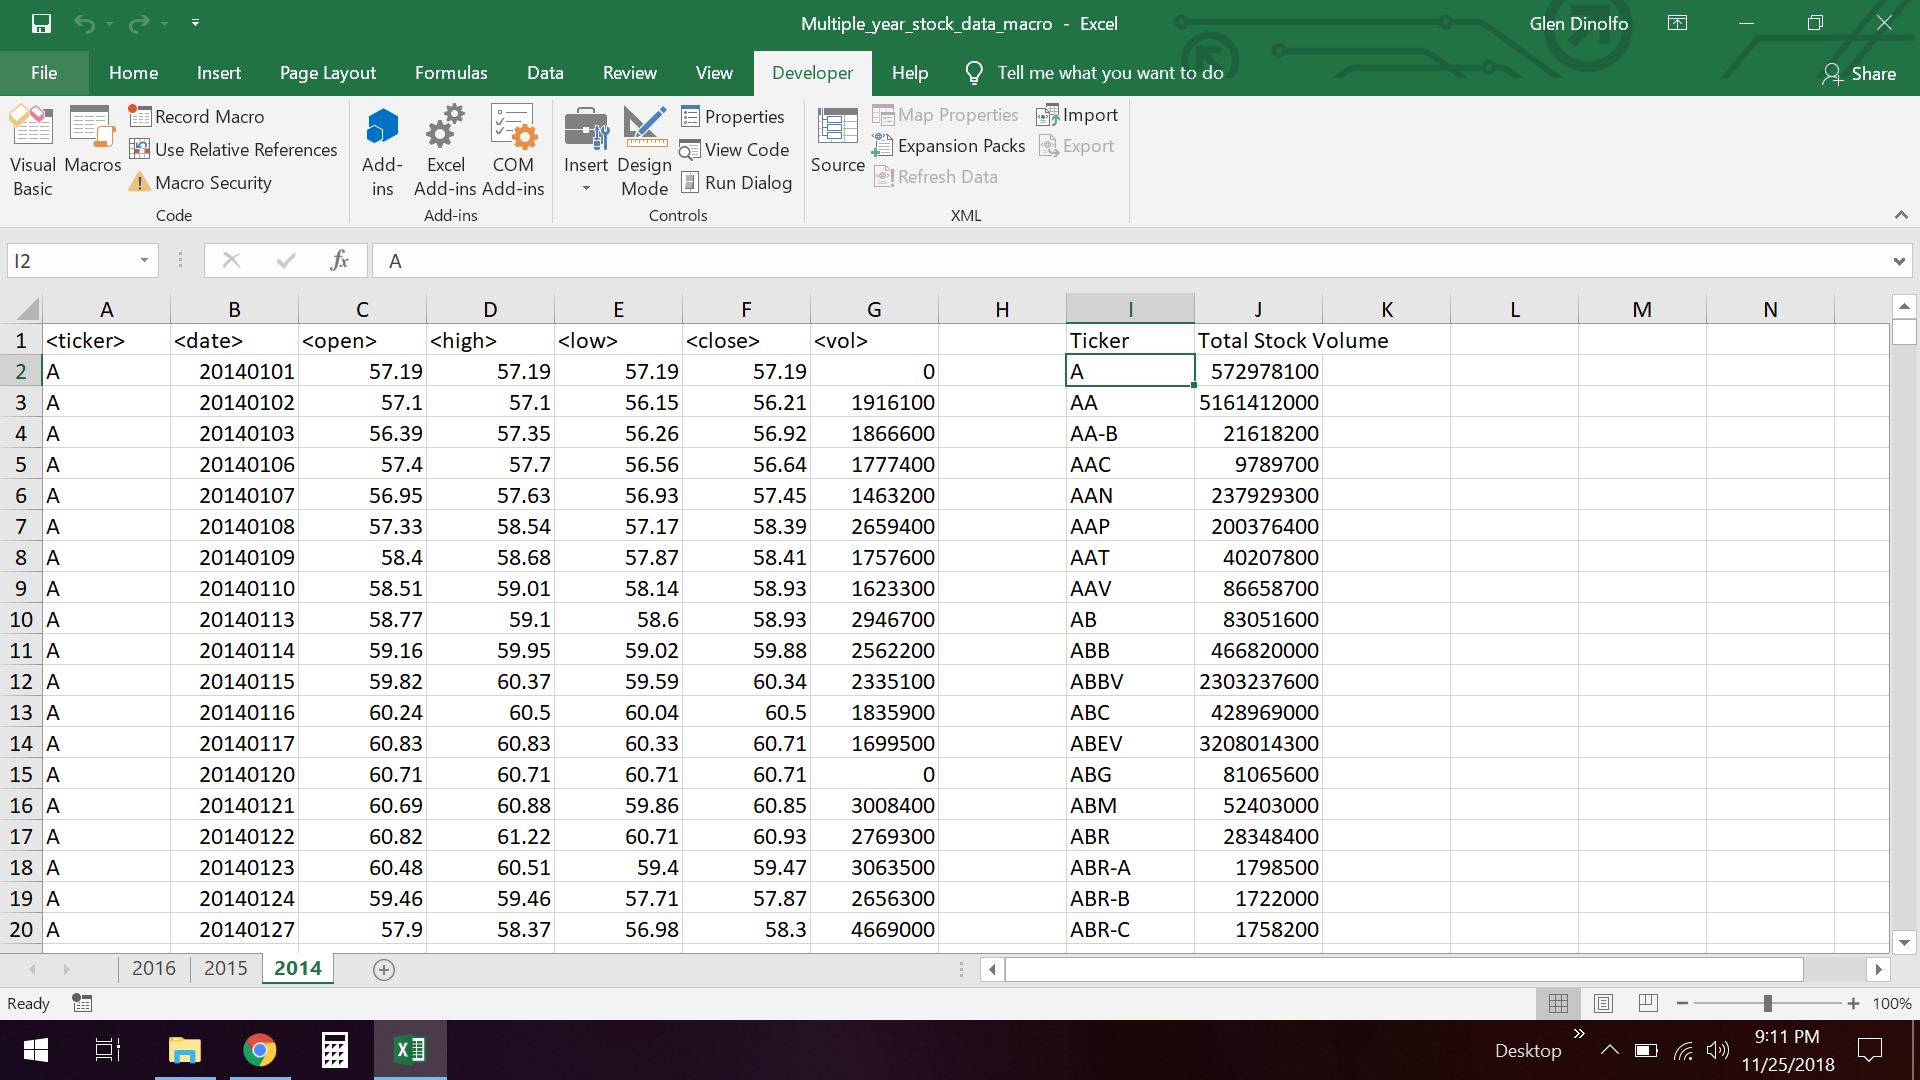 Multiple_year_stock_data_macro - Excel
Glen Dinolfo
File Home Insert Page Layout Formulas Data Review View Developer Help Tell me what you want to do Share
Visual Basic
Macros
Record Macro
Use Relative References
Macro Security
Code
Add-ins
Excel Add-ins
COM Add-ins
Add-ins
Insert
Design Mode
Properties
View Code
Run Dialog
Controls
Source
Map Properties
Expansion Packs
Refresh Data
Import
Export
XML
I2 fx A
A B C D E F G H I J K L M N
1 <ticker> <date> <open> <high> <low> <close> <vol> Ticker Total Stock Volume
2 A 20140101 57.19 57.19 57.19 57.19 0 A 572978100
3 A 20140102 57.1 57.1 56.15 56.21 1916100 AA 5161412000
4 A 20140103 56.39 57.35 56.26 56.92 1866600 AA-B 21618200
5 A 20140106 57.4 57.7 56.56 56.64 1777400 AAC 9789700
6 A 20140107 56.95 57.63 56.93 57.45 1463200 AAN 237929300
7 A 20140108 57.33 58.54 57.17 58.39 2659400 AAP 200376400
8 A 20140109 58.4 58.68 57.87 58.41 1757600 AAT 40207800
9 A 20140110 58.51 59.01 58.14 58.93 1623300 AAV 86658700
10 A 20140113 58.77 59.1 58.6 58.93 2946700 AB 83051600
11 A 20140114 59.16 59.95 59.02 59.88 2562200 ABB 466820000
12 A 20140115 59.82 60.37 59.59 60.34 2335100 ABBV 2303237600
13 A 20140116 60.24 60.5 60.04 60.5 1835900 ABC 428969000
14 A 20140117 60.83 60.83 60.33 60.71 1699500 ABEV 3208014300
15 A 20140120 60.71 60.71 60.71 60.71 0 ABG 81065600
16 A 20140121 60.69 60.88 59.86 60.85 3008400 ABM 52403000
17 A 20140122 60.82 61.22 60.71 60.93 2769300 ABR 28348400
18 A 20140123 60.48 60.51 59.4 59.47 3063500 ABR-A 1798500
19 A 20140124 59.46 59.46 57.71 57.87 2656300 ABR-B 1722000
20 A 20140127 57.9 58.37 56.98 58.3 4669000 ABR-C 1758200
2016 2015 2014
Ready
100%
Desktop
9:11 PM
11/25/2018